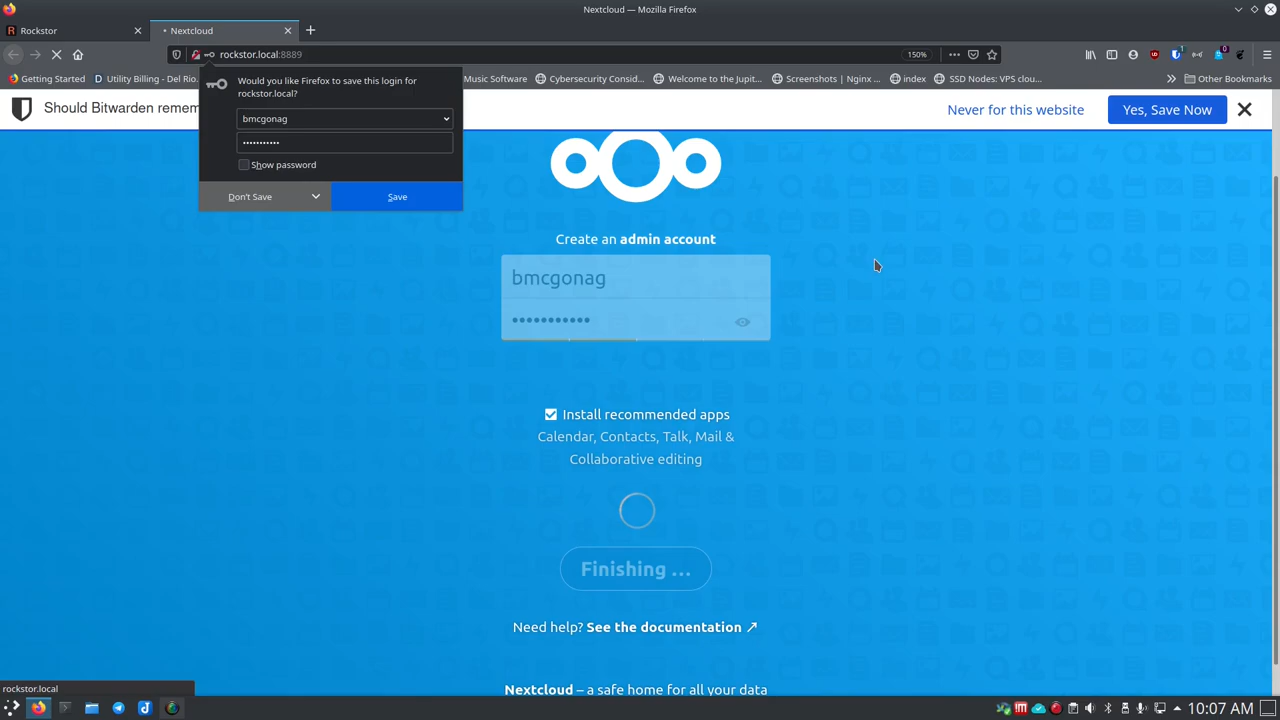 Nextcloud — Mozilla Firefox
Rockstor
Nextcloud
rockstor.local:8889
150%
Getting Started
Utility Billing - Del Rio...
Music Software
Cybersecurity Consid...
Welcome to the Jupit...
Screenshots | Nginx ...
index
SSD Nodes: VPS clou...
Other Bookmarks
Should Bitwarden remem
Never for this website
Yes, Save Now
Would you like Firefox to save this login for
rockstor.local?
bmcgonag
•••••••••••
Show password
Don't Save
Save
Create an admin account
bmcgonag
•••••••••••
Install recommended apps
Calendar, Contacts, Talk, Mail &
Collaborative editing
Finishing ...
Need help? See the documentation ↗
Nextcloud – a safe home for all your data
rockstor.local
10:07 AM